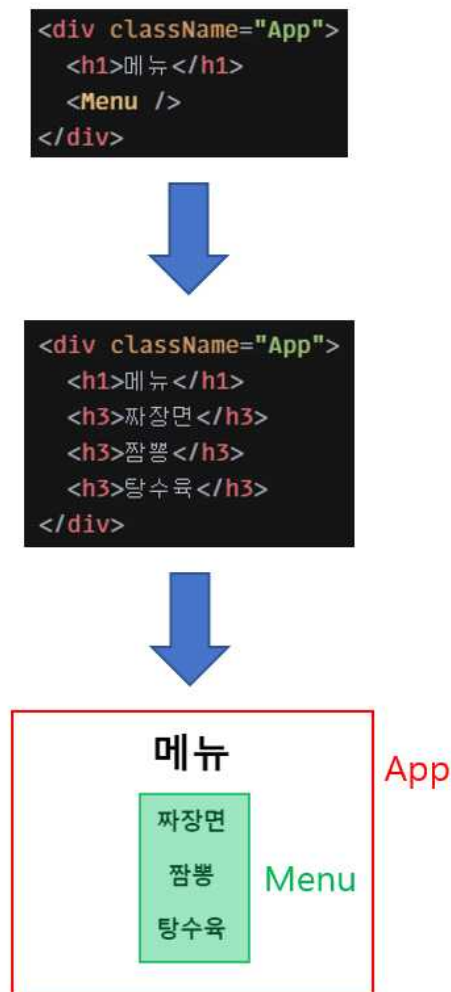 <div className="App">
<h1>메뉴</h1>
<Menu />
</div>
<div className="App">
<h1>메뉴</h1>
<h3>짜장면</h3>
<h3>짬뽕</h3>
<h3>탕수육</h3>
</div>
메뉴
App
짜장면
짬뽕
Menu
탕수육